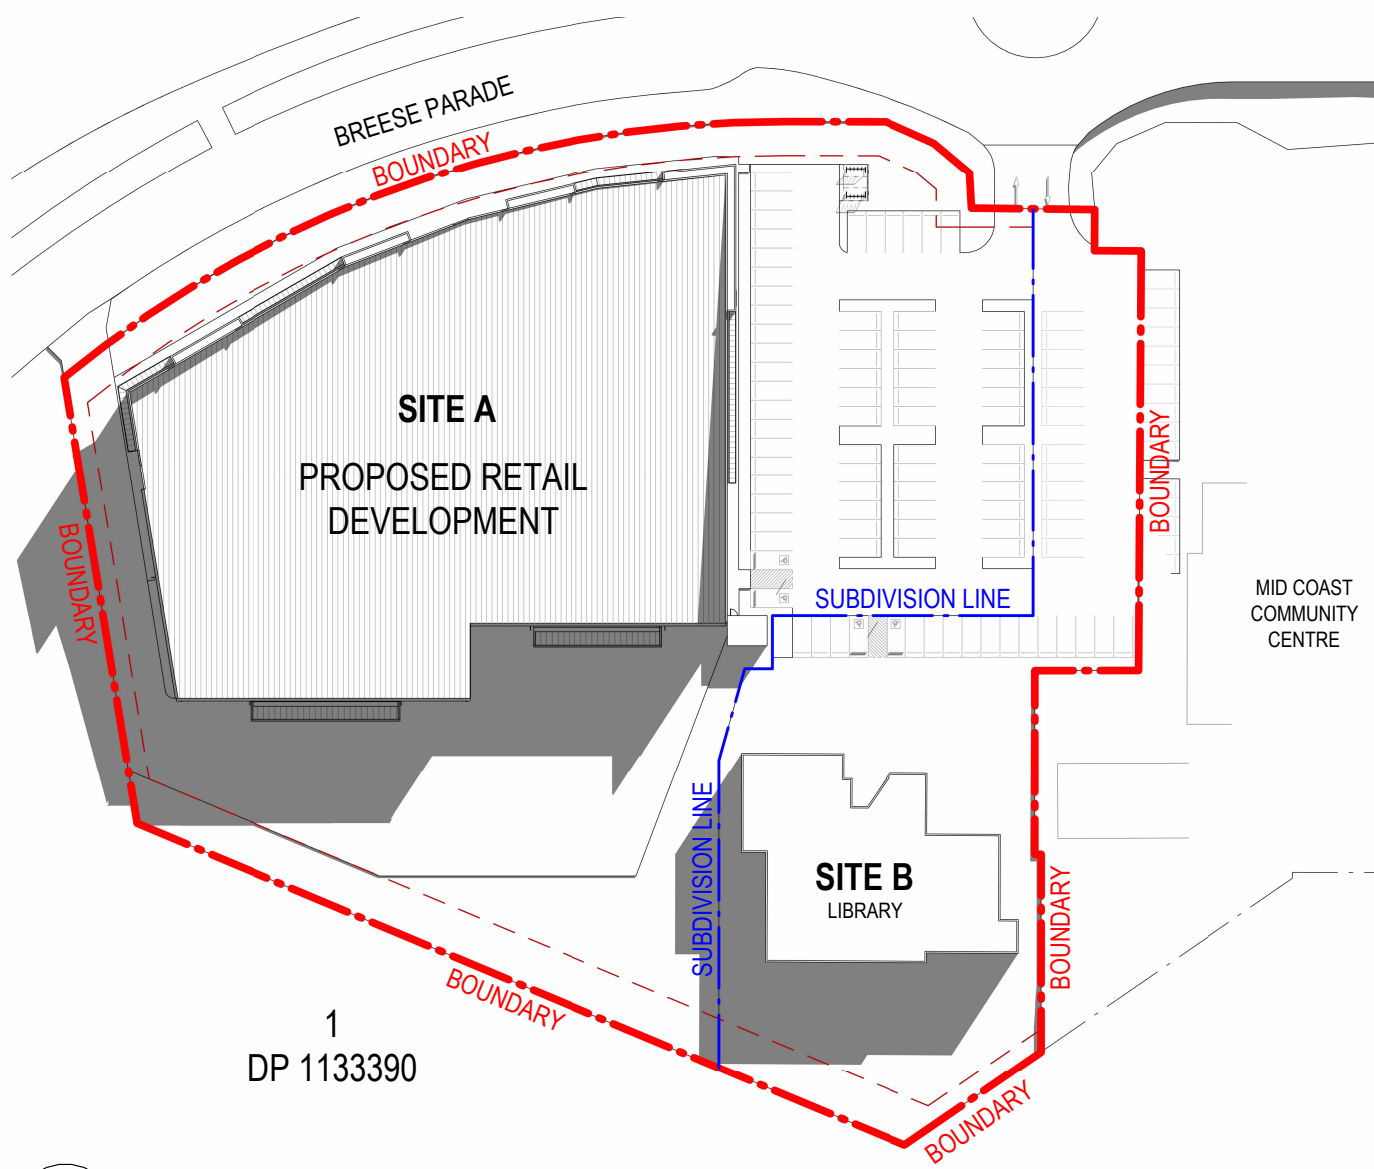 BREESE PARADE
BOUNDARY
SITE A
PROPOSED RETAIL
DEVELOPMENT
BOUNDARY
BOUNDARY
SUBDIVISION LINE
MID COAST
COMMUNITY
CENTRE
SUBDIVISION LINE
SITE B
LIBRARY
BOUNDARY
BOUNDARY
BOUNDARY
1
DP 1133390